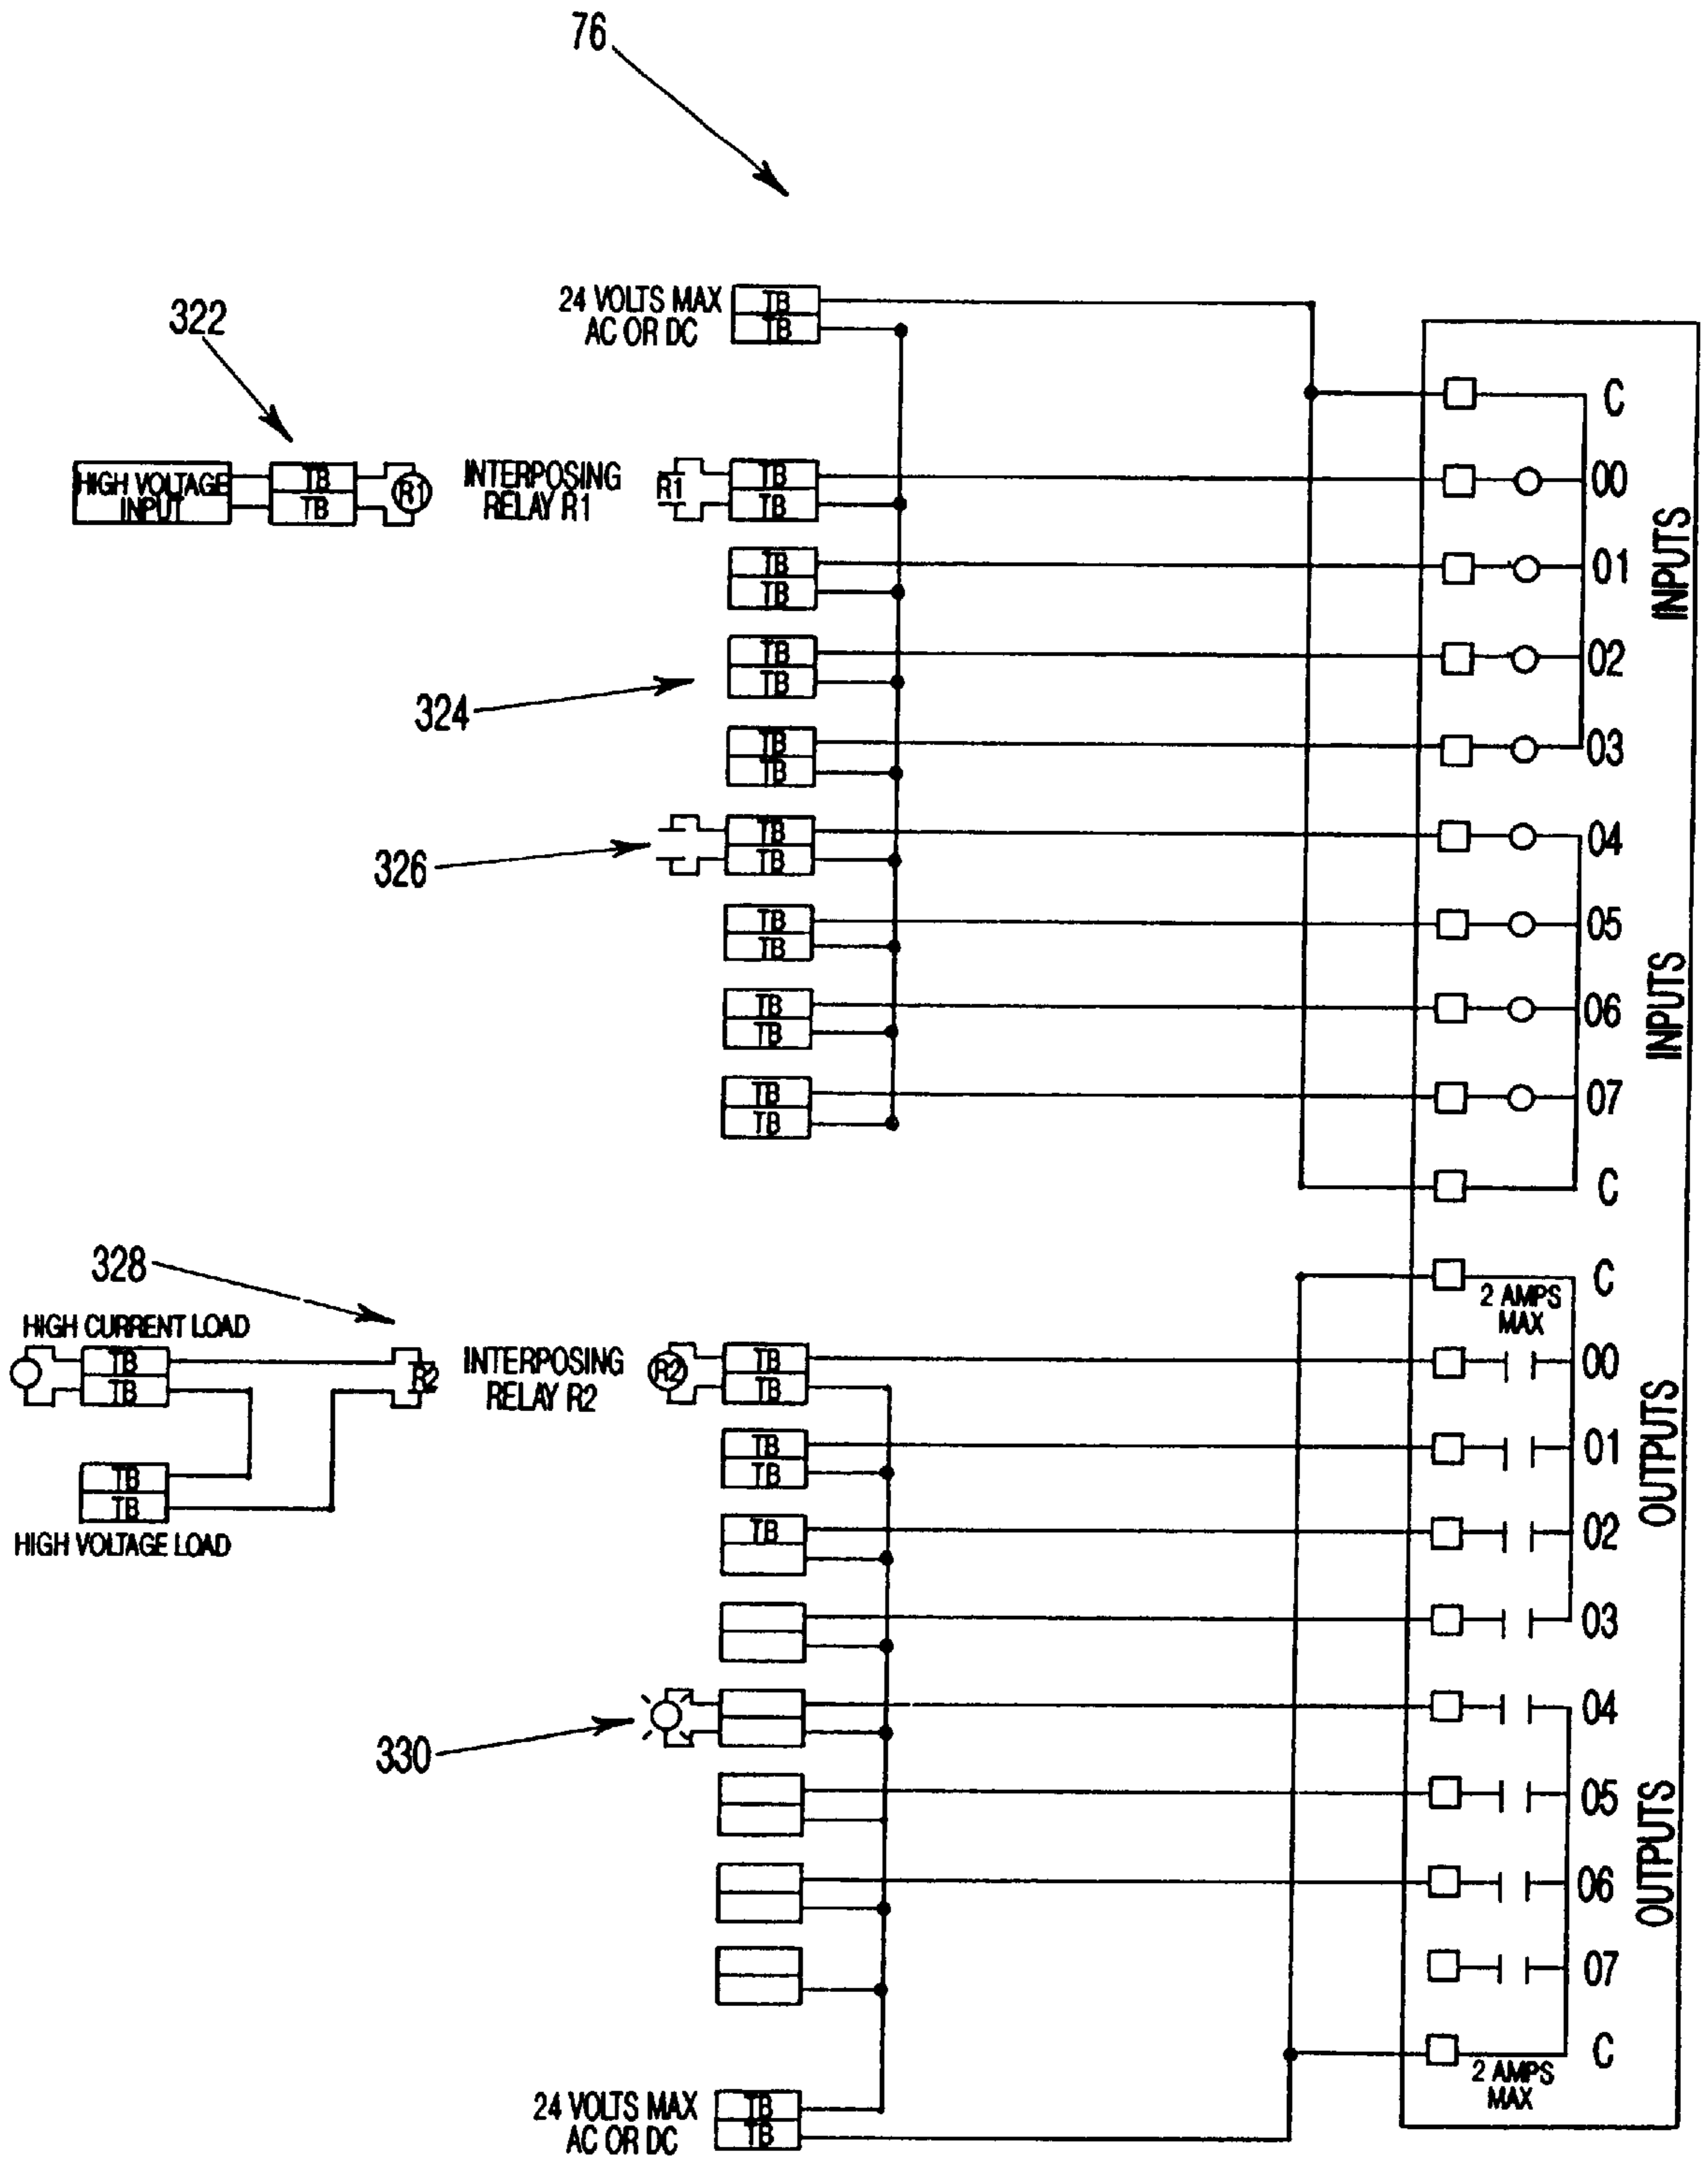 76
24 VOLTS MAX
AC OR DC
TB
TB
322
C
HIGH VOLTAGE
INPUT
TB
TB
R1
INTERPOSING
RELAY R1
R1
TB
TB
00
INPUTS
TB
TB
01
TB
TB
02
324
TB
TB
03
326
TB
TB
04
TB
TB
05
INPUTS
TB
TB
06
TB
TB
07
C
328
C
2 AMPS
MAX
HIGH CURRENT LOAD
TB
TB
R2
INTERPOSING
RELAY R2
R2
TB
TB
00
OUTPUTS
TB
TB
01
TB
TB
HIGH VOLTAGE LOAD
TB
02
03
330
04
05
OUTPUTS
06
07
C
2 AMPS
MAX
24 VOLTS MAX
AC OR DC
TB
TB